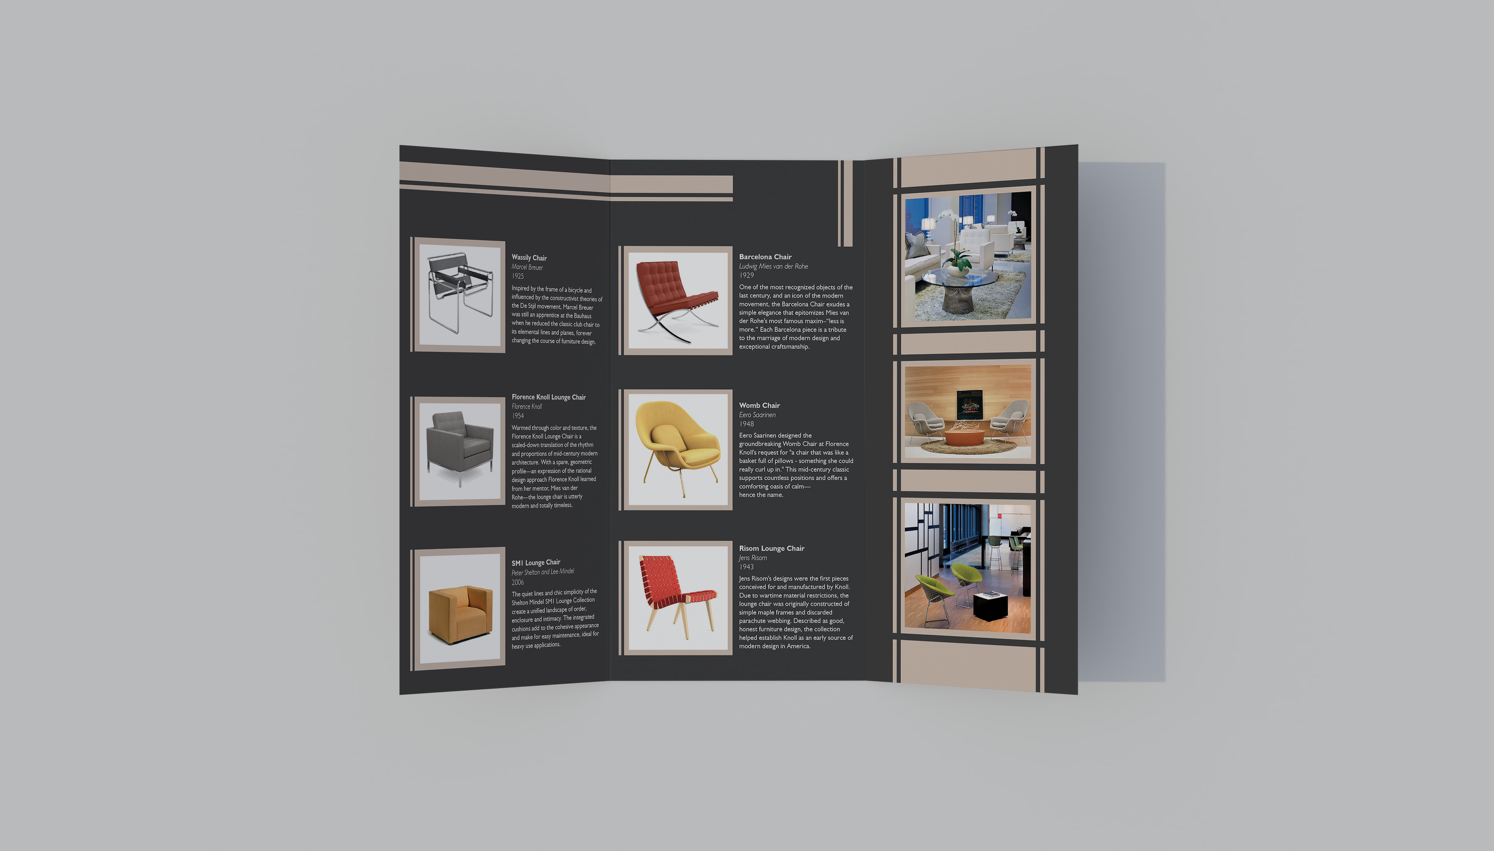 Wassily Chair
Marcel Breuer
1925
Inspired by the frame of a bicycle and
influenced by the constructivist theories of
the De Stijl movement, Marcel Breuer
was still an apprentice at the Bauhaus
when he reduced the classic club chair to
its elemental lines and planes, forever
changing the course of furniture design.
Florence Knoll Lounge Chair
Florence Knoll
1954
Warmed through color and texture, the
Florence Knoll Lounge Chair is a
scaled-down translation of the rhythm
and proportions of mid-century modern
architecture. With a spare, geometric
profile—an expression of the rational
design approach Florence Knoll learned
from her mentor, Mies van der
Rohe—the lounge chair is utterly
modern and totally timeless.
SM1 Lounge Chair
Peter Shelton and Lee Mindel
2006
The quiet lines and chic simplicity of the
Shelton Mindel SM1 Lounge Collection
create a unified landscape of order,
enclosure and intimacy. The integrated
cushions add to the cohesive appearance
and make for easy maintenance, ideal for
heavy use applications.
Barcelona Chair
Ludwig Mies van der Rohe
1929
One of the most recognized objects of the
last century, and an icon of the modern
movement, the Barcelona Chair exudes a
simple elegance that epitomizes Mies van
der Rohe's most famous maxim–"less is
more." Each Barcelona piece is a tribute
to the marriage of modern design and
exceptional craftsmanship.
Womb Chair
Eero Saarinen
1948
Eero Saarinen designed the
groundbreaking Womb Chair at Florence
Knoll's request for "a chair that was like a
basket full of pillows - something she could
really curl up in." This mid-century classic
supports countless positions and offers a
comforting oasis of calm—
hence the name.
Risom Lounge Chair
Jens Risom
1943
Jens Risom's designs were the first pieces
conceived for and manufactured by Knoll.
Due to wartime material restrictions, the
lounge chair was originally constructed of
simple maple frames and discarded
parachute webbing. Described as good,
honest furniture design, the collection
helped establish Knoll as an early source of
modern design in America.